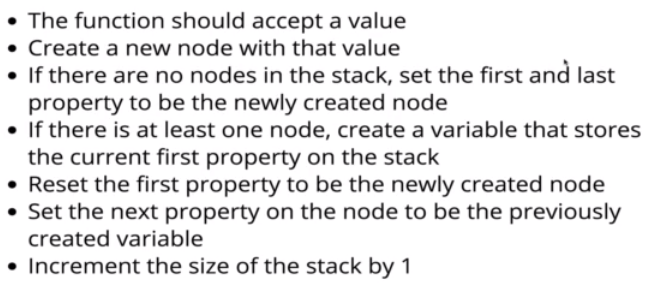 • The function should accept a value
• Create a new node with that value
• If there are no nodes in the stack, set the first and last
property to be the newly created node
• If there is at least one node, create a variable that stores
the current first property on the stack
• Reset the first property to be the newly created node
• Set the next property on the node to be the previously
created variable
• Increment the size of the stack by 1